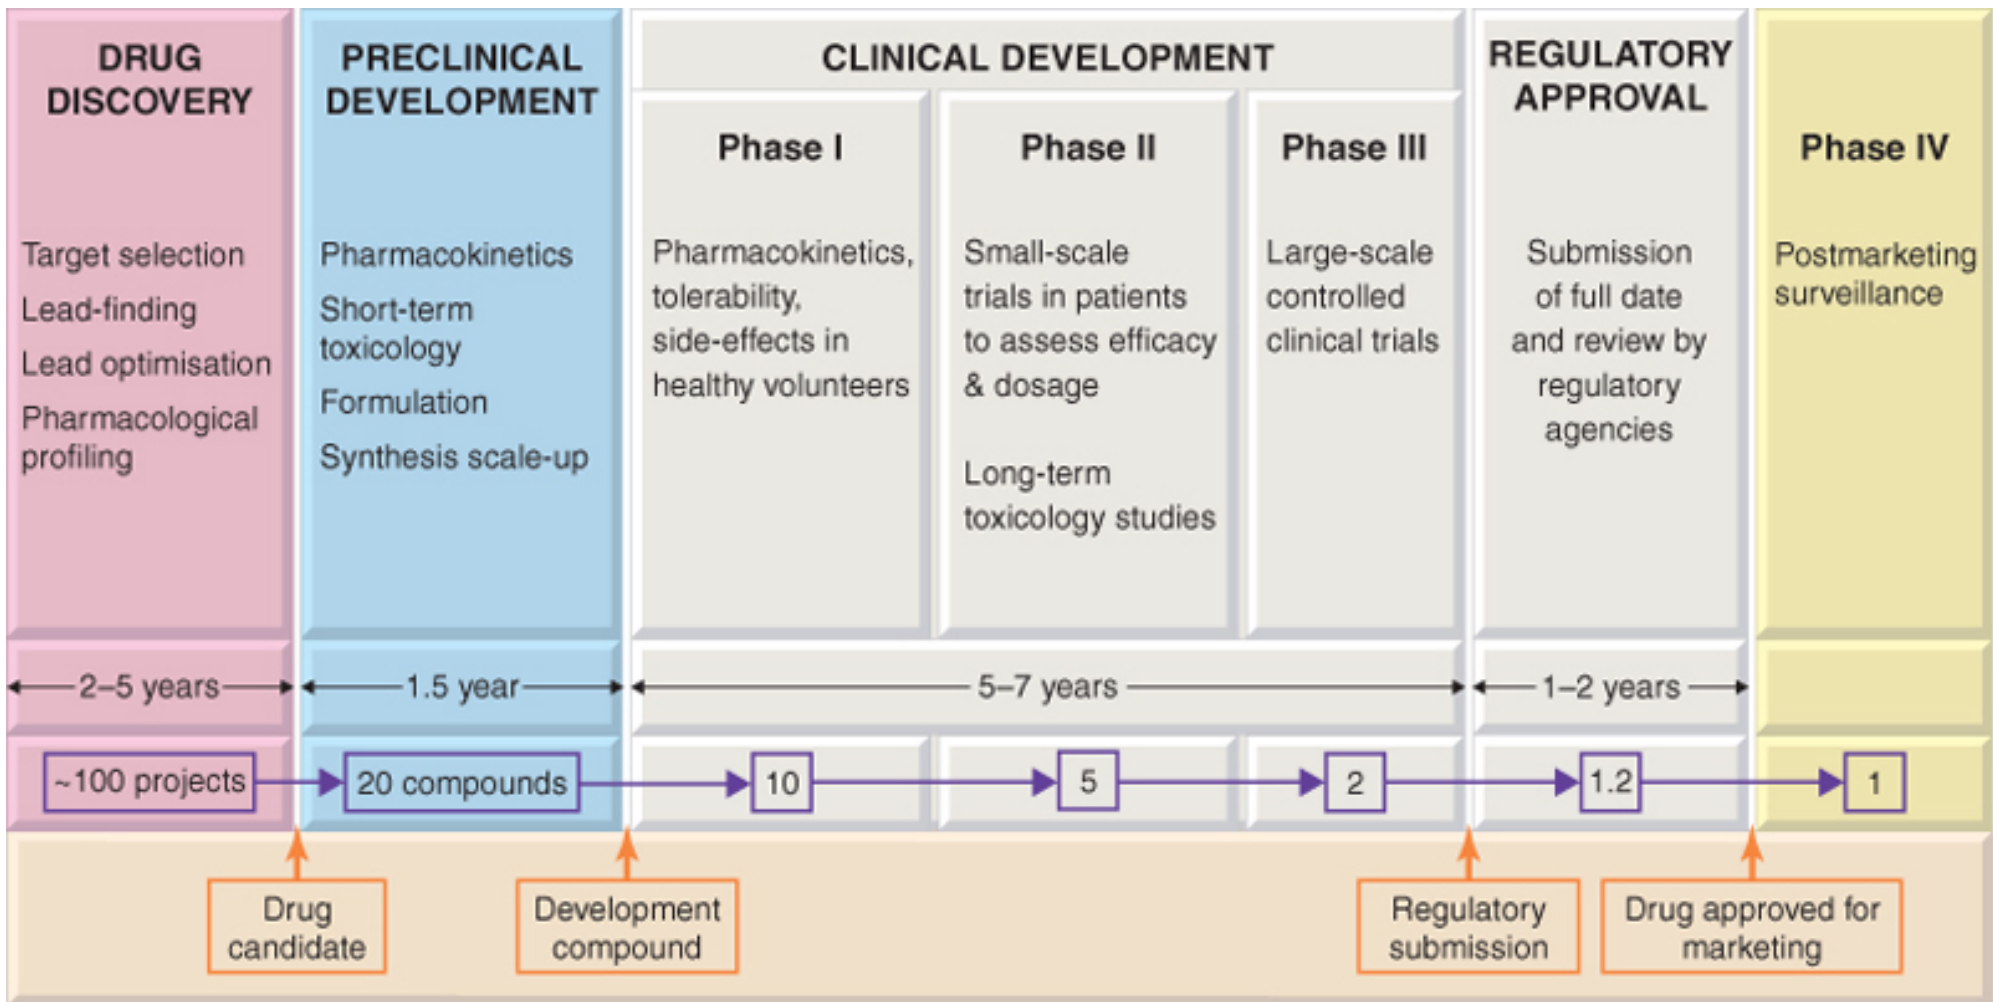 DRUG
DISCOVERY
Target selection
Lead-finding
Lead optimisation
Pharmacological
profiling
2–5 years
~100 projects
PRECLINICAL
DEVELOPMENT
Pharmacokinetics
Short-term
toxicology
Formulation
Synthesis scale-up
1.5 year
20 compounds
CLINICAL DEVELOPMENT
Phase I
Pharmacokinetics,
tolerability,
side-effects in
healthy volunteers
Phase II
Small-scale
trials in patients
to assess efficacy
& dosage
Long-term
toxicology studies
Phase III
Large-scale
controlled
clinical trials
5–7 years
10
5
2
REGULATORY
APPROVAL
Submission
of full date
and review by
regulatory
agencies
1–2 years
1.2
Phase IV
Postmarketing
surveillance
1
Drug
candidate
Development
compound
Regulatory
submission
Drug approved for
marketing